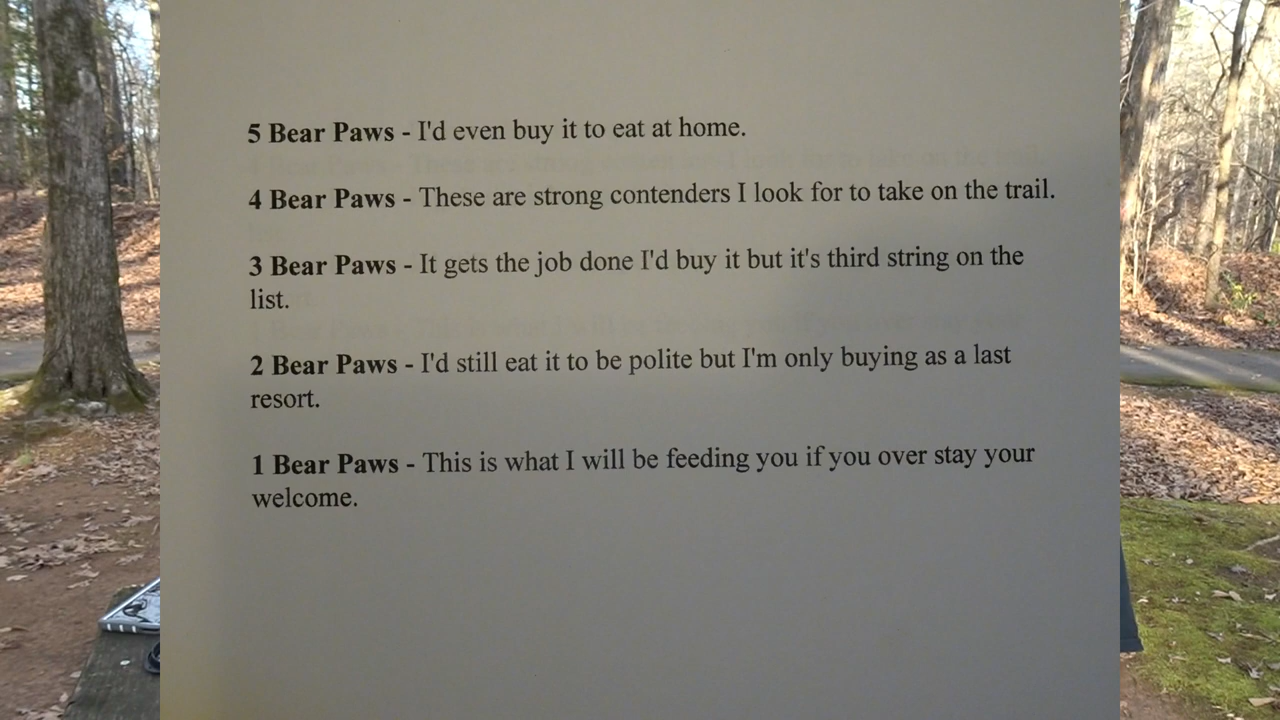 5 Bear Paws - I'd even buy it to eat at home.
4 Bear Paws - These are strong contenders I look for to take on the trail.
3 Bear Paws - It gets the job done I'd buy it but it's third string on the
list.
2 Bear Paws - I'd still eat it to be polite but I'm only buying as a last
resort.
1 Bear Paws - This is what I will be feeding you if you over stay your
welcome.